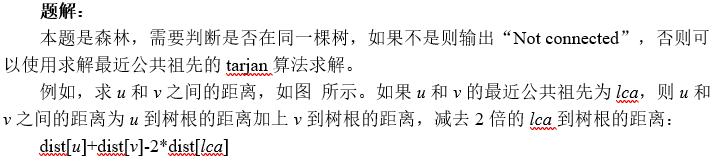 题解:
本题是森林，需要判断是否在同一棵树，如果不是则输出“Not connected”，否则可
以使用求解最近公共祖先的 tarjan 算法求解。
例如，求 u 和 v 之间的距离，如图 所示。如果 u 和 v 的最近公共祖先为 lca，则 u 和
v 之间的距离为 u 到树根的距离加上 v 到树根的距离，减去 2 倍的 lca 到树根的距离：
dist[u]+dist[v]-2*dist[lca]